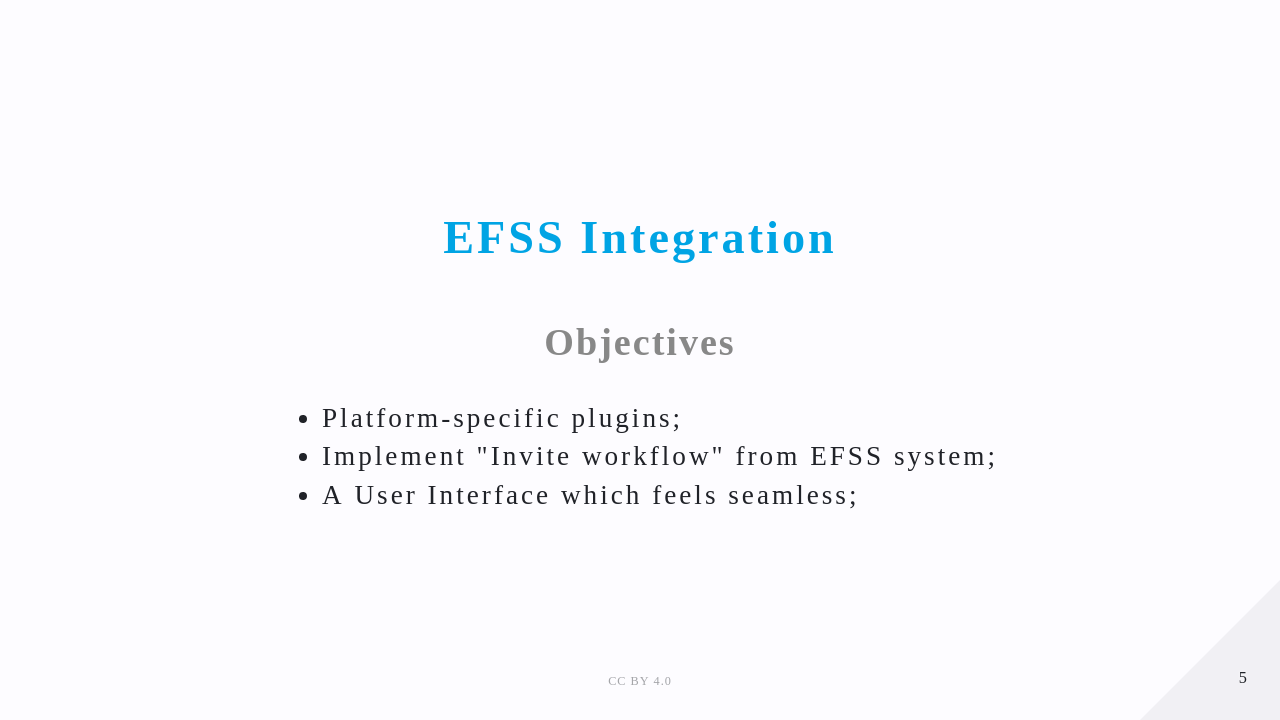 EFSS Integration
Objectives
• Platform-specific plugins;
• Implement "Invite workflow" from EFSS system;
• A User Interface which feels seamless;
CC BY 4.0
5